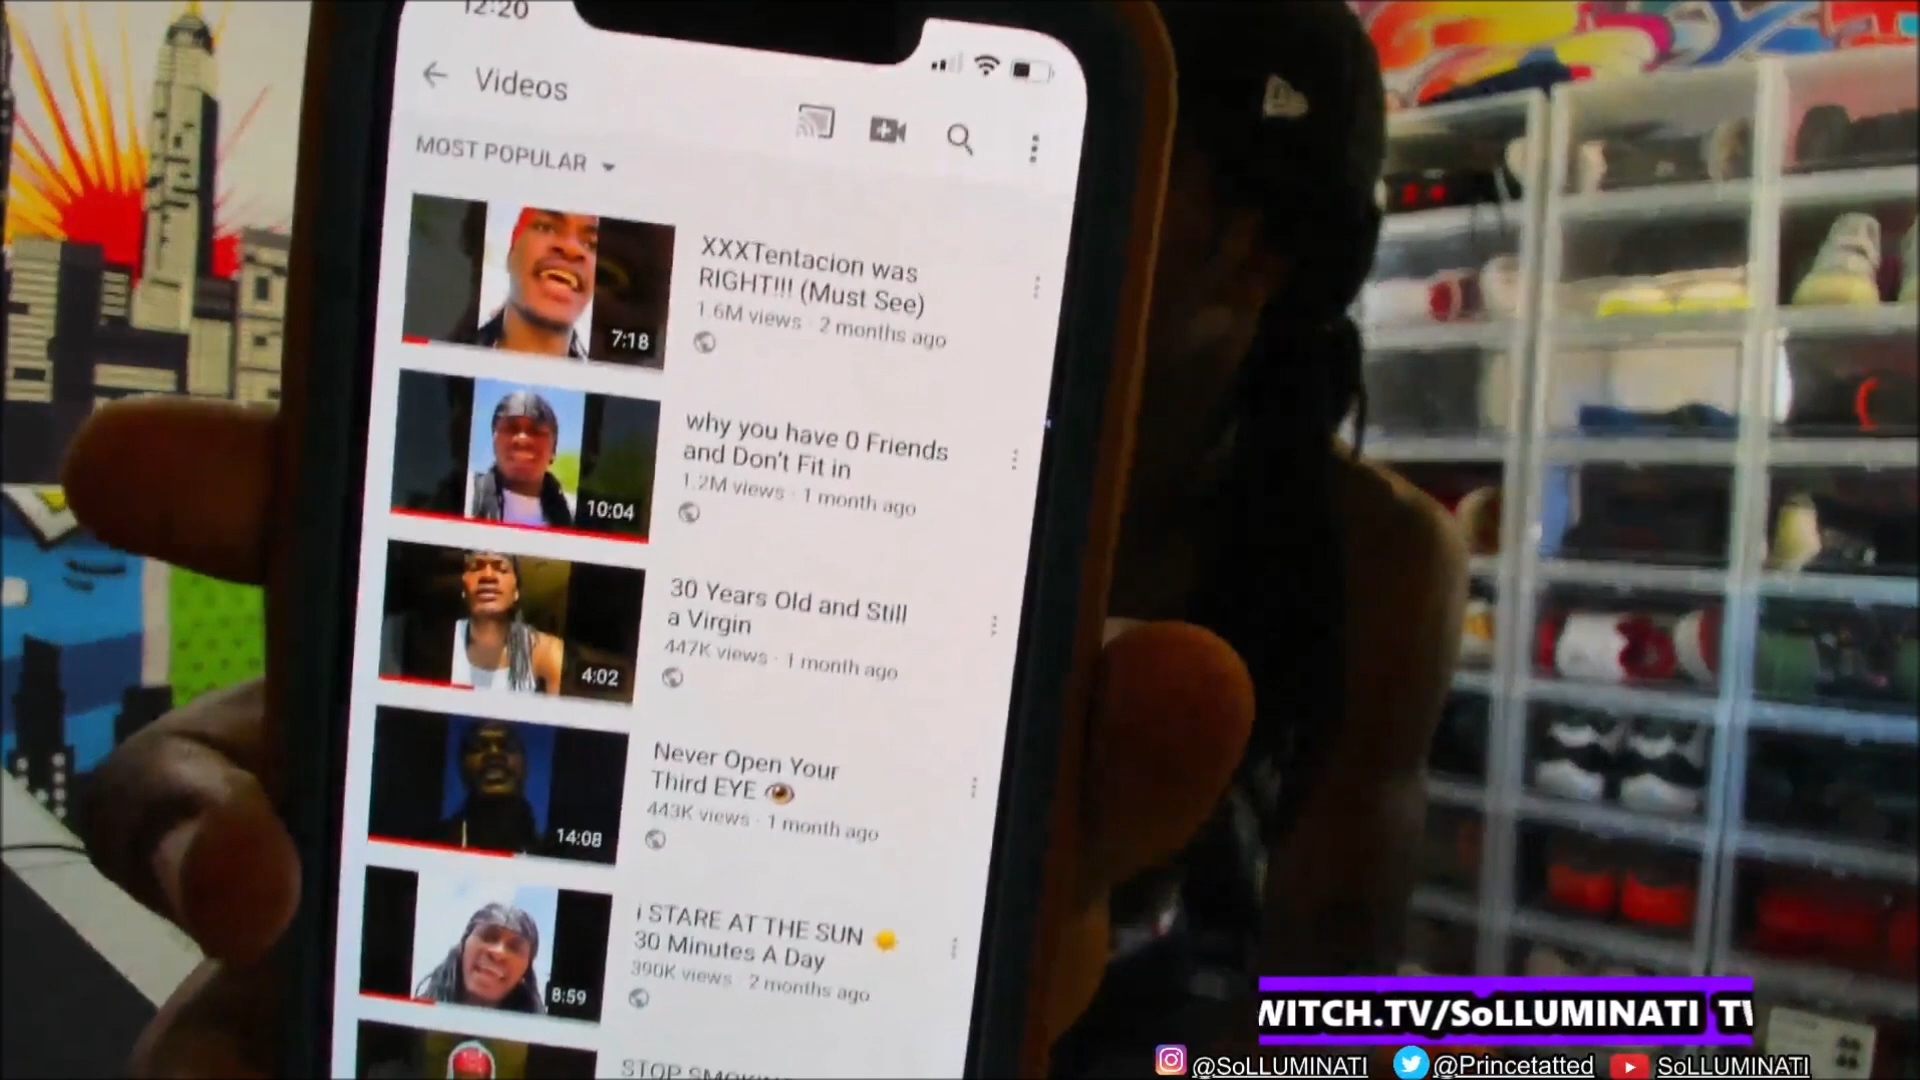 12:20
Videos
MOST POPULAR
XXXTentacion was
RIGHT!!! (Must See)
1.6M views · 2 months ago
7:18
why you have 0 Friends
and Don't Fit in
1.2M views · 1 month ago
10:04
30 Years Old and Still
a Virgin
447K views · 1 month ago
4:02
Never Open Your
Third EYE 👁
443K views · 1 month ago
14:08
i STARE AT THE SUN ☀
30 Minutes A Day
390K views · 2 months ago
8:59
STOP
WITCH.TV/SoLLUMINATI TV
@SoLLUMINATI @Princetatted SoLLUMINATI